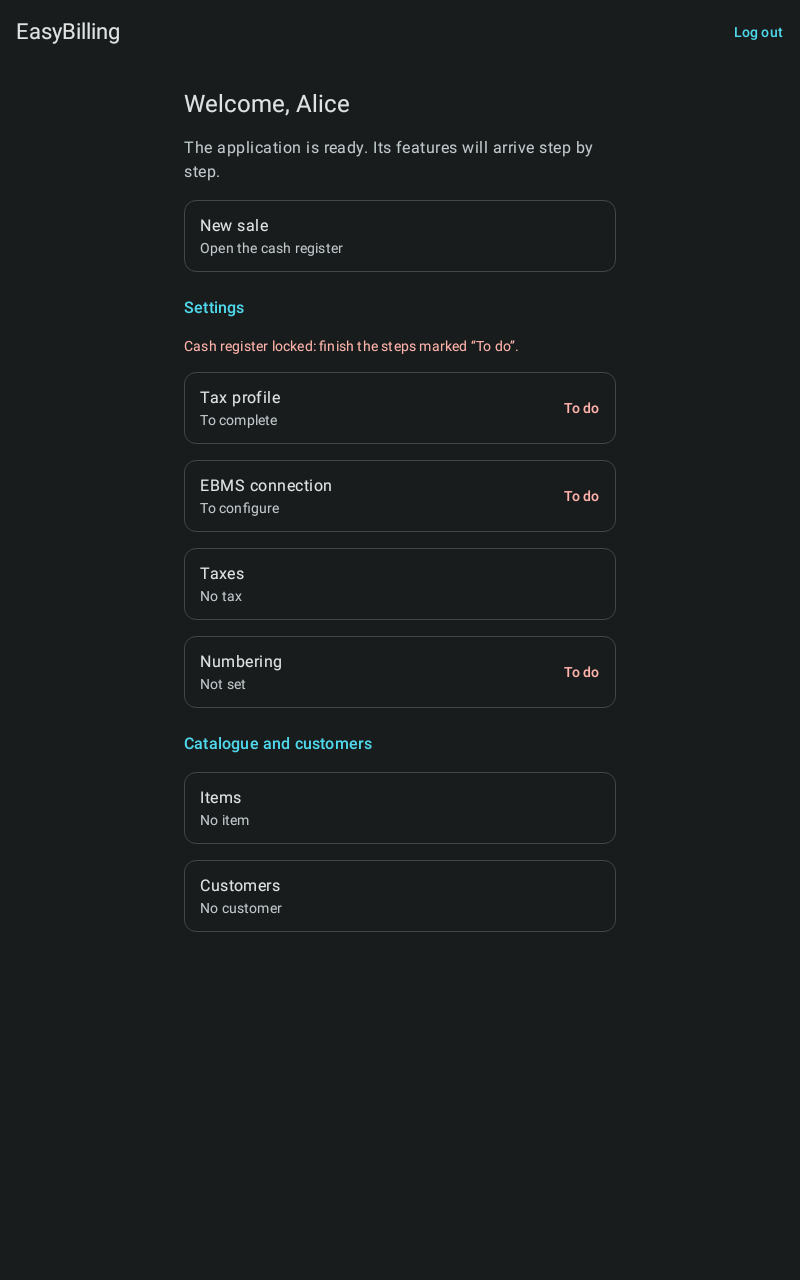 EasyBilling
Log out
Welcome, Alice
The application is ready. Its features will arrive step by
step.
New sale
Open the cash register
Settings
Cash register locked: finish the steps marked “To do”.
Tax profile
To complete
To do
EBMS connection
To configure
To do
Taxes
No tax
Numbering
Not set
To do
Catalogue and customers
Items
No item
Customers
No customer